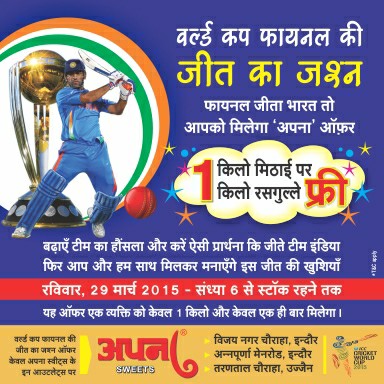 वर्ल्ड कप फायनल की
जीत का जश्न
फायनल जीता भारत तो
आपको मिलेगा 'अपना' ऑफ़र
1 किलो मिठाई पर
1 किलो रसगुल्ले फ्री
*T&C apply
बढ़ाएँ टीम का हौंसला और करें ऐसी प्रार्थना कि जीते टीम इंडिया
फिर आप और हम साथ मिलकर मनाएँगे इस जीत की खुशियाँ
रविवार, 29 मार्च 2015 - संध्या 6 से स्टॉक रहने तक
यह ऑफर एक व्यक्ति को केवल 1 किलो और केवल एक ही बार मिलेगा।
वर्ल्ड कप फायनल की
जीत का जश्न ऑफर
केवल अपना स्वीट्स के
इन आउटलेट्स पर
अपना
SWEETS
विजय नगर चौराहा, इन्दौर
अन्नपूर्णा मेनरोड, इन्दौर
तरणताल चौराहा, उज्जैन
ICC
CRICKET
WORLD
CUP
2015